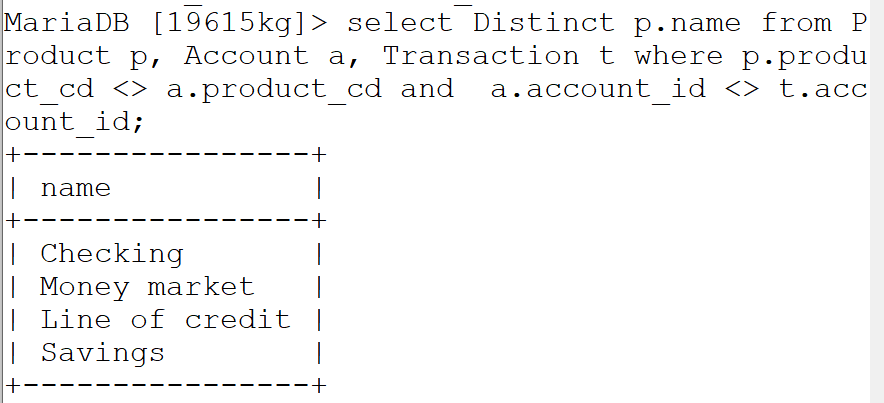 MariaDB [19615kg]> select Distinct p.name from P
roduct p, Account a, Transaction t where p.produ
ct_cd <> a.product_cd and  a.account_id <> t.acc
ount_id;
+----------------+
| name           |
+----------------+
| Checking       |
| Money market   |
| Line of credit |
| Savings        |
+----------------+